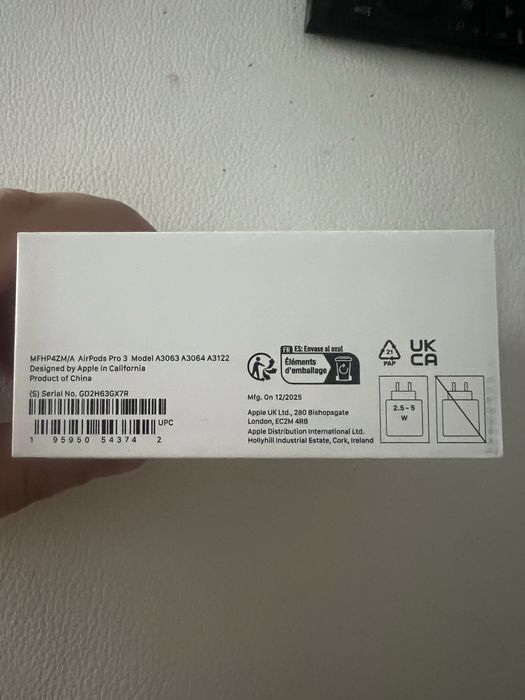 MFHP4ZM/A AirPods Pro 3 Model A3063 A3064 A3122
Designed by Apple in California
Product of China
(S) Serial No. GD2H63GX7R
UPC
1 95950 54374 2
FR ES: Envase al azul
Éléments
d'emballage
Mfg. On 12/2025
Apple UK Ltd., 280 Bishopsgate
London, EC2M 4RB
Apple Distribution International Ltd.
Hollyhill Industrial Estate, Cork, Ireland
21
PAP
UK
CA
2.5 - 5
W